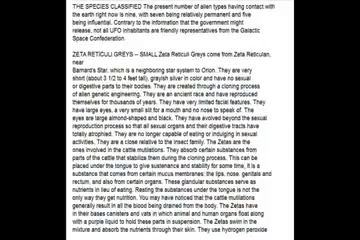 THE SPECIES CLASSIFIED The present number of alien types having contact with
the earth right now is nine, with seven being relatively permanent and five
being influential. Contrary to the information that the government might
release, not all UFO inhabitants are friendly representatives from the Galactic
Space Confederation.
ZETA RETICULI GREYS -- SMALL Zeta Reticuli Greys come from Zeta Reticulan,
near
Barnard's Star, which is a neighboring star system to Orion. They are very
short (about 3 1/2 to 4 feet tall), grayish silver in color and have no sexual
or digestive parts to their bodies. They are created through a cloning process
of alien genetic engineering. They are an ancient race and have reproduced
themselves for thousands of years. They have very limited facial features. They
have large eyes, a very small slit for a mouth and no nose to speak of. The
eyes are large almond-shaped and black. They have evolved beyond the sexual
reproduction process so that all sexual organs and their digestive tracts have
totally atrophied. They are no longer capable of eating or indulging in sexual
activities. They are a close relative to the insect family. The Zetas are the
ones involved in the cattle mutilations. They absorb certain substances from
parts of the cattle that stabilize them during the cloning process. This can be
placed under the tongue to give sustenance and stability for some time, It is a
substance that comes from certain mucus membranes: the lips, nose, genitals and
rectum, and also from certain organs. These glandular substances serve as
nutrients in lieu of eating. Resting the substances under the tongue is not the
only way they get nutrition. You may have noticed that the cattle mutilations
generally result in all the blood being drained from the body. The Zetas have
in their bases canisters and vats in which animal and human organs float along
with a purple liquid to hold these parts in suspension. The Zetas swim in the
mixture and absorb the nutrients through their skin. They use hydrogen peroxide